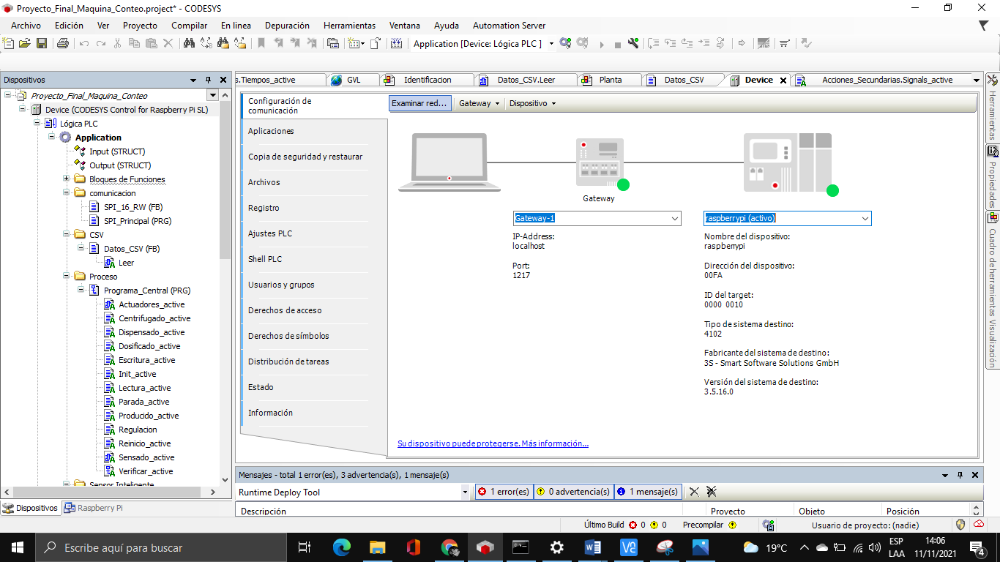 Proyecto_Final_Maquina_Conteo.project* - CODESYS
Archivo Edición Ver Proyecto Compilar En linea Depuración Herramientas Ventana Ayuda Automation Server
Application [Device: Lógica PLC ]
Dispositivos
s.Tiempos_active GVL Identificacion Datos_CSV.Leer Planta Datos_CSV Device Acciones_Secundarias.Signals_active
Proyecto_Final_Maquina_Conteo
Device (CODESYS Control for Raspberry Pi SL)
Lógica PLC
Application
Input (STRUCT)
Output (STRUCT)
Bloques de Funciones
comunicacion
SPI_16_RW (FB)
SPI_Principal (PRG)
CSV
Datos_CSV (FB)
Leer
Proceso
Programa_Central (PRG)
Actuadores_active
Centrifugado_active
Dispensado_active
Dosificado_active
Escritura_active
Init_active
Lectura_active
Parada_active
Producido_active
Regulacion
Reinicio_active
Sensado_active
Verificar_active
Sensor Inteligente
Dispositivos Raspberry Pi
Configuración de
comunicación
Aplicaciones
Copia de seguridad y restaurar
Archivos
Registro
Ajustes PLC
Shell PLC
Usuarios y grupos
Derechos de acceso
Derechos de símbolos
Distribución de tareas
Estado
Información
Examinar red... Gateway Dispositivo
Gateway
Gateway-1
IP-Address:
localhost
Port:
1217
raspberrypi (activo)
Nombre del dispositivo:
raspberrypi
Dirección del dispositivo:
00FA
ID del target:
0000 0010
Tipo de sistema destino:
4102
Fabricante del sistema de destino:
3S - Smart Software Solutions GmbH
Versión del sistema de destino:
3.5.16.0
Su dispositivo puede protegerse. Más información...
Herramientas
Propiedades
Cuadro de herramientas Visualización
Mensajes - total 1 error(es), 3 advertencia(s), 1 mensaje(s)
Runtime Deploy Tool 1 error(es) 0 advertencia(s) 1 mensaje(s)
Descripción Proyecto Objeto Posición
Último Build 0 0 Precompilar Usuario de proyecto: (nadie)
Escribe aquí para buscar
19°C
ESP
LAA
14:06
11/11/2021
4